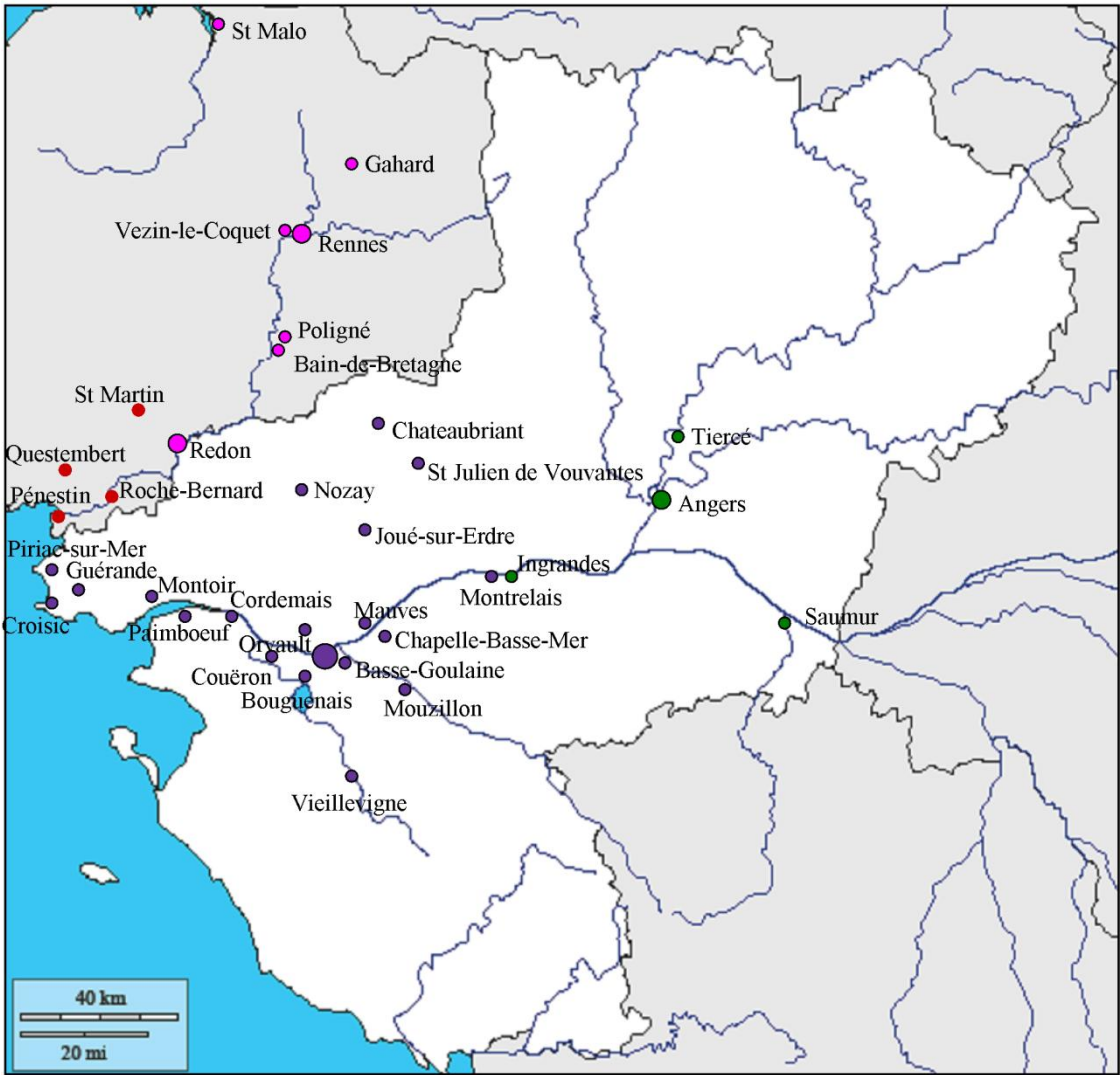 St Malo
Gahard
Vezin-le-Coquet
Rennes
Poligné
Bain-de-Bretagne
St Martin
Chateaubriant
Tiercé
Redon
Questembert
St Julien de Vouvantes
Roche-Bernard
Nozay
Pénestin
Angers
Joué-sur-Erdre
Piriac-sur-Mer
Ingrandes
Guérande
Montoir
Montrelais
Cordemais
Mauves
Saumur
Croisic
Paimboeuf
Orvault
Chapelle-Basse-Mer
Couëron
Basse-Goulaine
Bouguenais
Mouzillon
Vieillevigne
40 km
20 mi